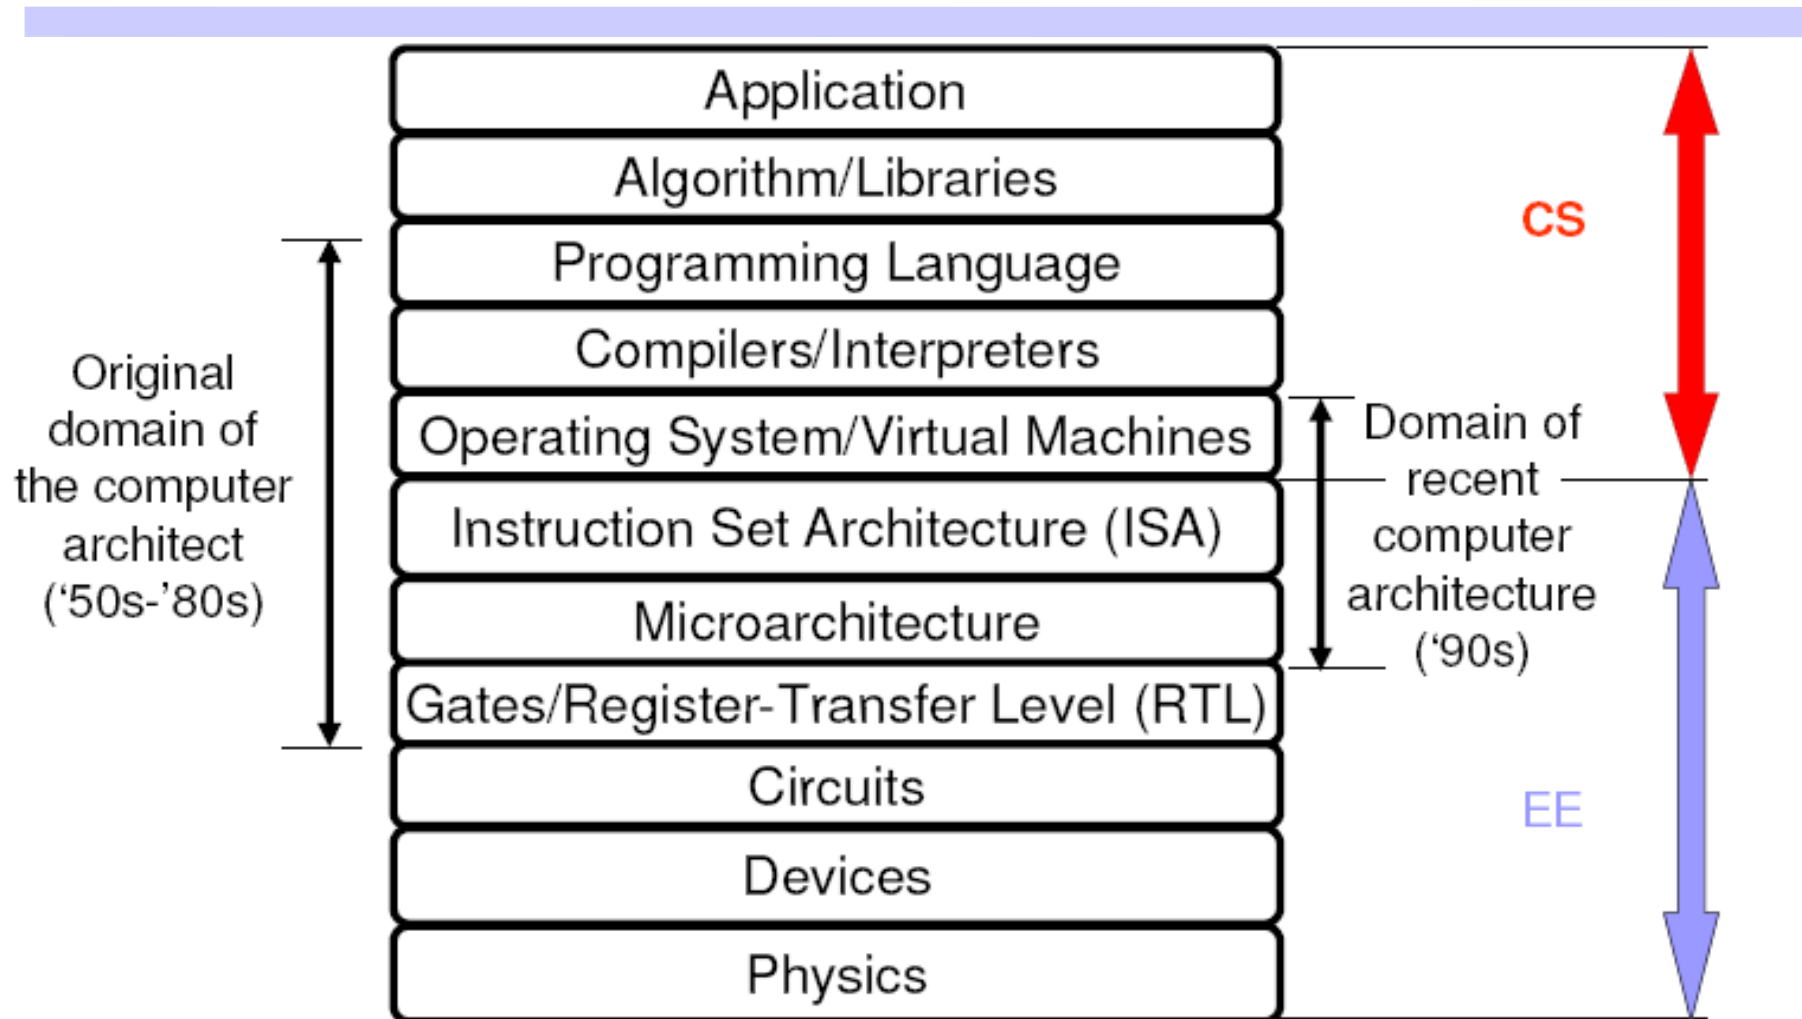 Application
Algorithm/Libraries
Programming Language
Compilers/Interpreters
Operating System/Virtual Machines
Instruction Set Architecture (ISA)
Microarchitecture
Gates/Register-Transfer Level (RTL)
Circuits
Devices
Physics
Original
domain of
the computer
architect
(‘50s-’80s)
Domain of
recent
computer
architecture
(‘90s)
CS
EE